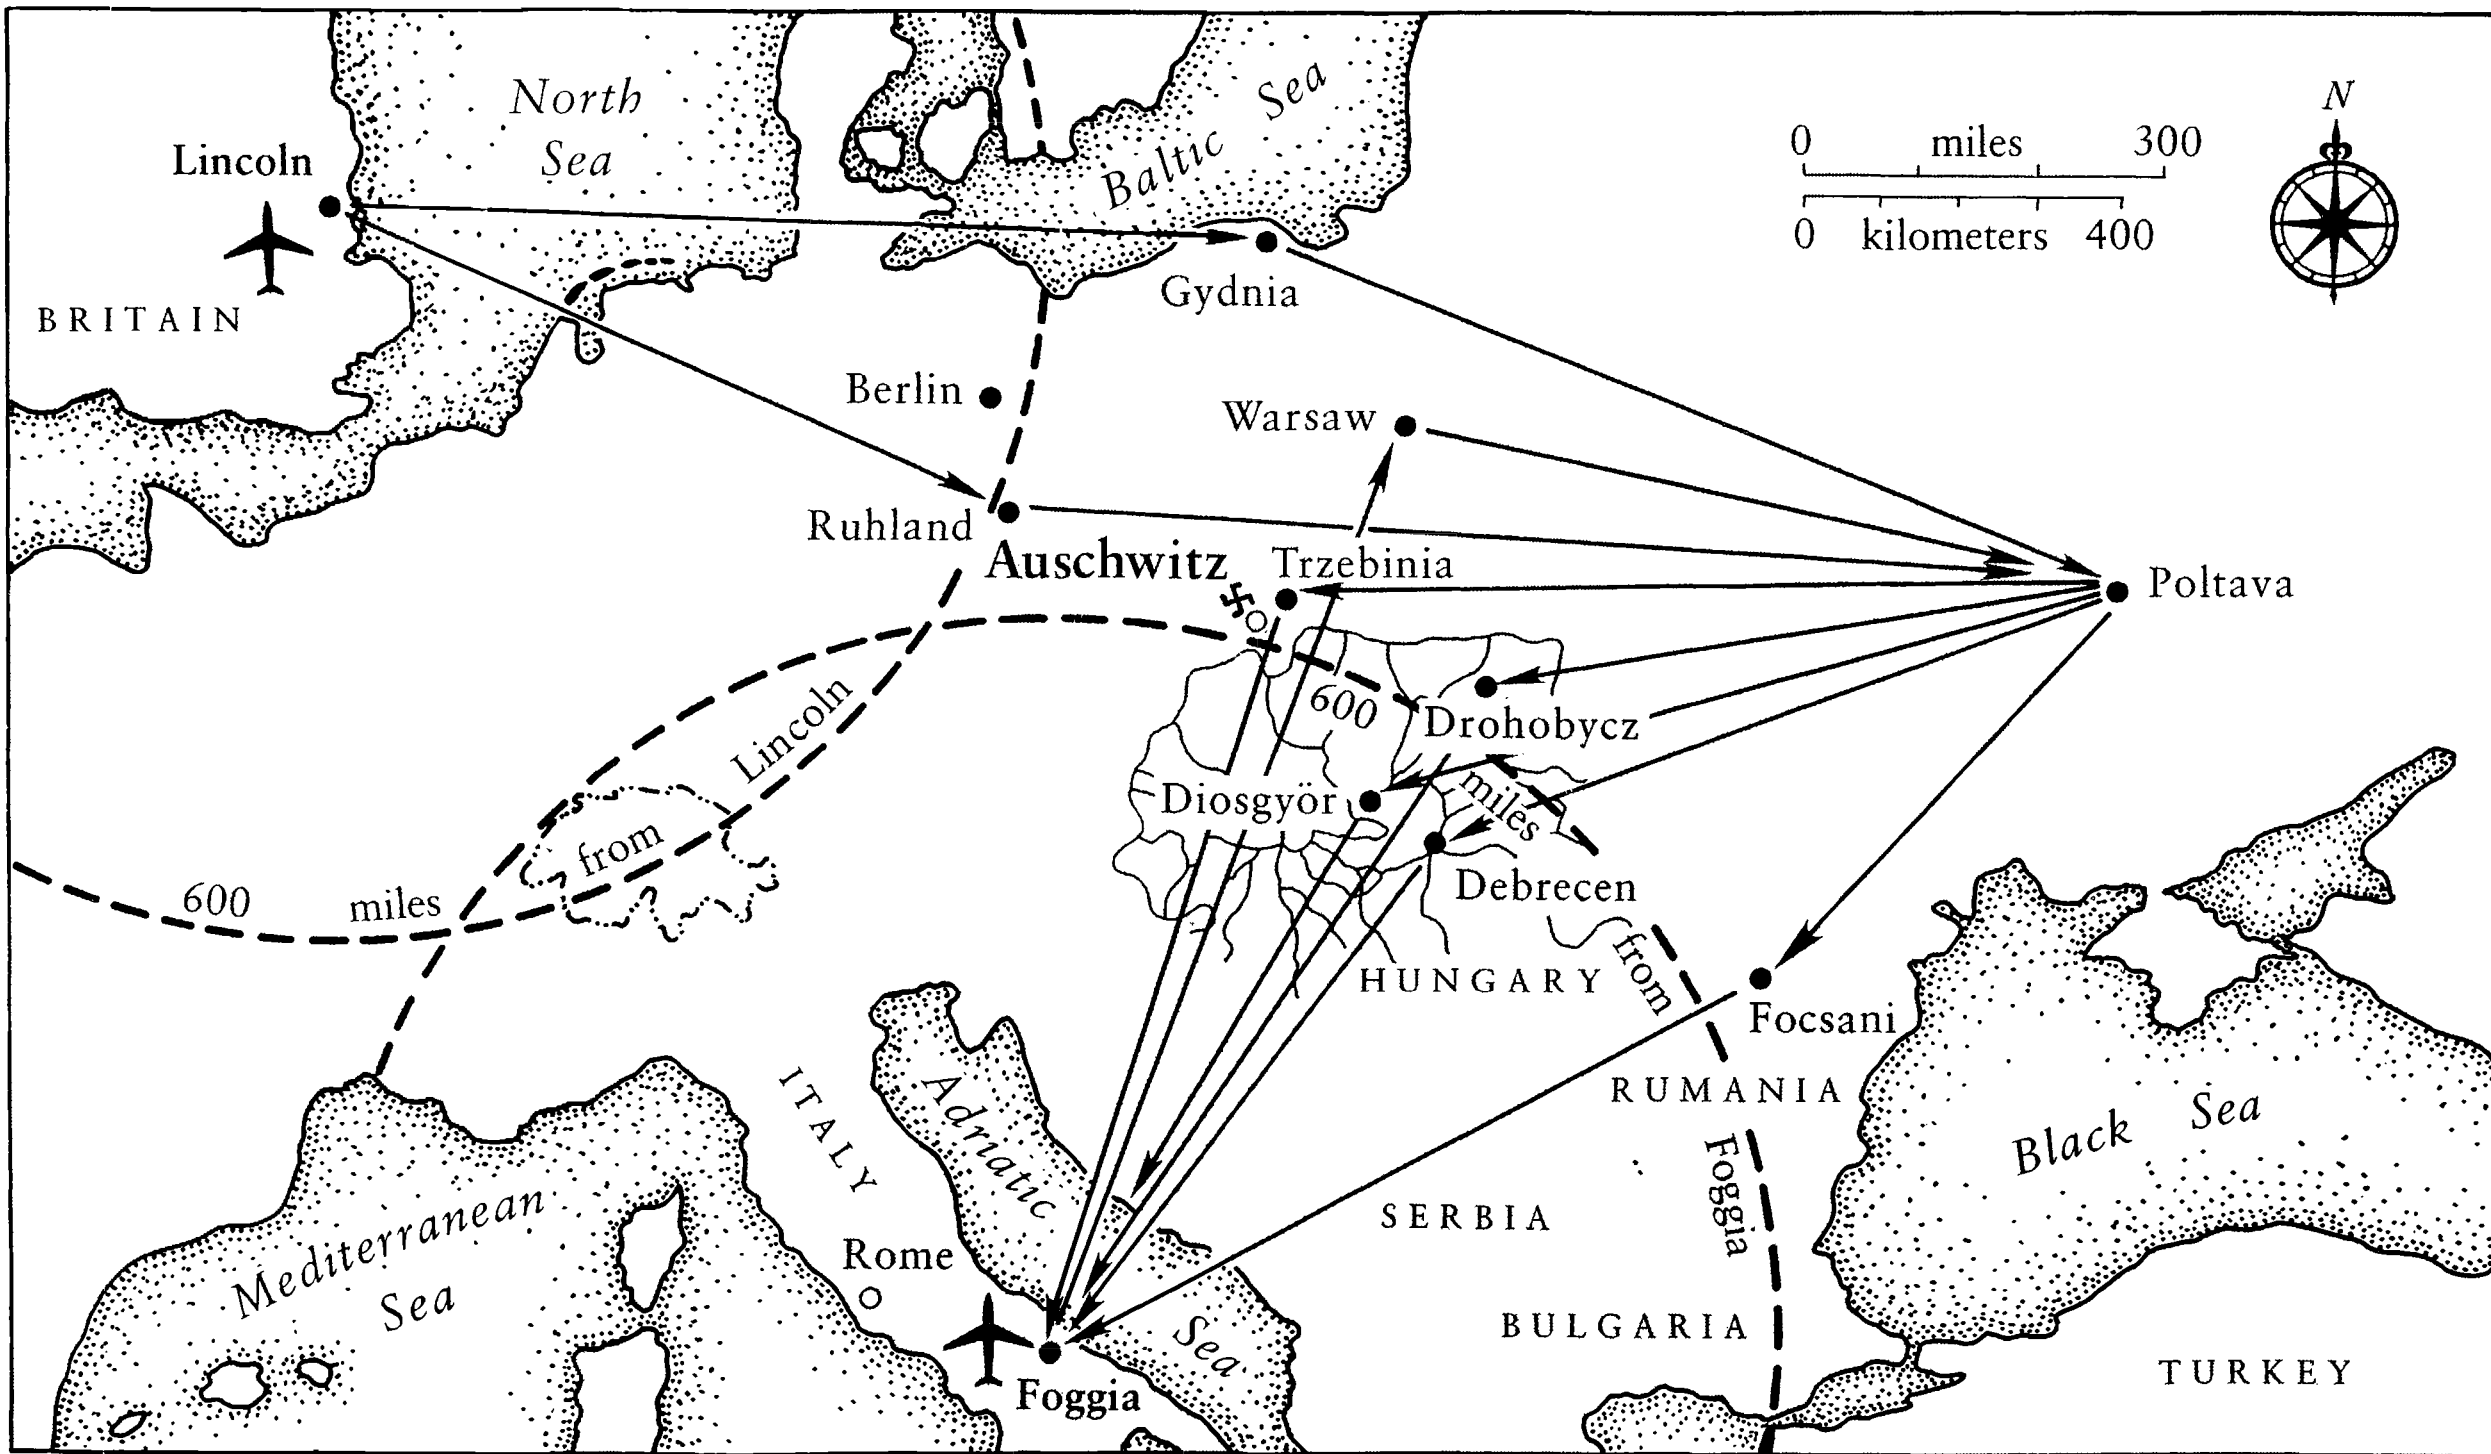 North
Sea
Baltic Sea
N
0 miles 300
0 kilometers 400
Lincoln
BRITAIN
Gydnia
Berlin
Warsaw
Ruhland
Auschwitz
Trzebinia
Poltava
600 miles from Foggia
Drohobycz
Diosgyör
Debrecen
600 miles from Lincoln
HUNGARY
Focsani
RUMANIA
ITALY
Adriatic Sea
Black Sea
Mediterranean
Sea
SERBIA
Rome
BULGARIA
Foggia
TURKEY